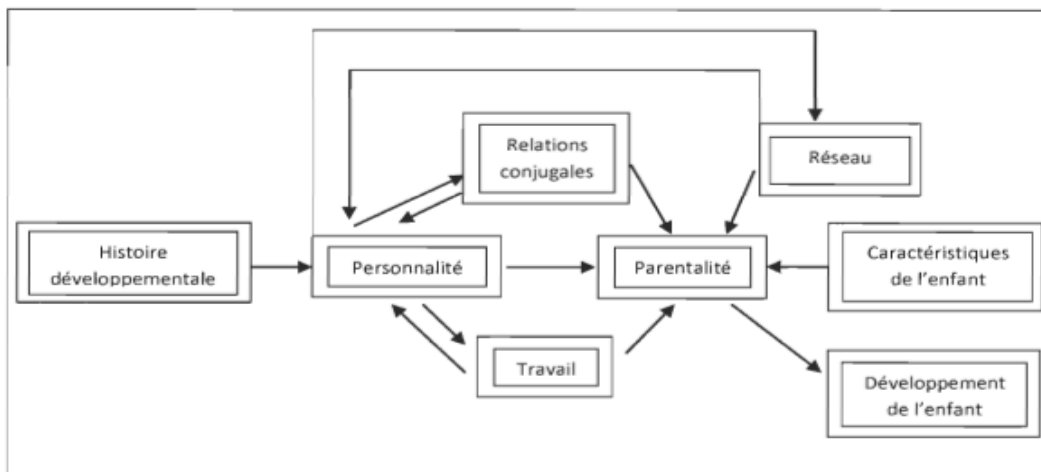 Relations
conjugales
Réseau
Histoire
développementale
Personnalité
Parentalité
Caractéristiques
de l'enfant
Travail
Développement
de l'enfant